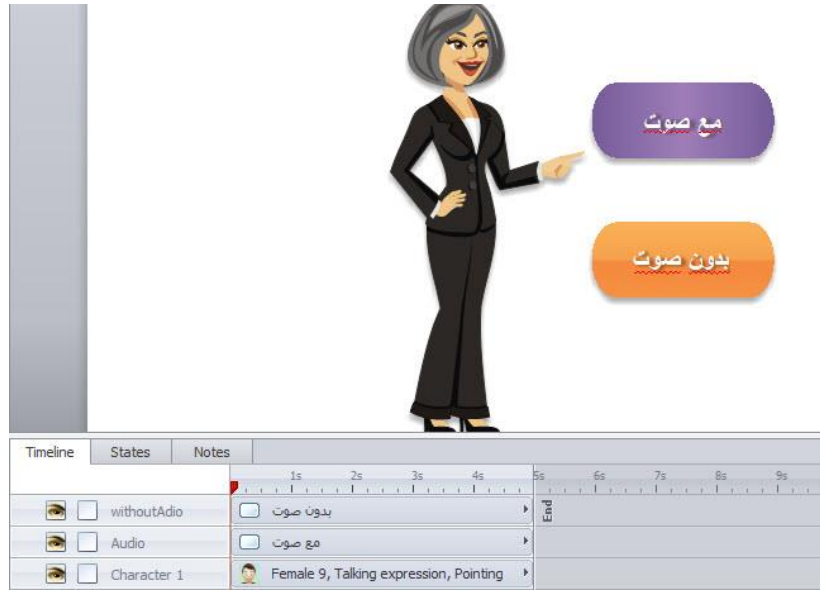 مع صوت
بدون صوت
Timeline States Notes
1s 2s 3s 4s 5s 6s 7s 8s 9s
withoutAdio بدون صوت End
Audio مع صوت
Character 1 Female 9, Talking expression, Pointing